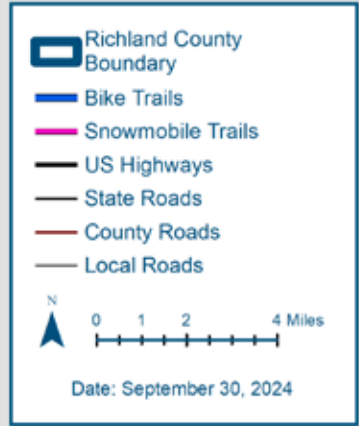 Richland County
Boundary
Bike Trails
Snowmobile Trails
US Highways
State Roads
County Roads
Local Roads
N
0 1 2 4 Miles
Date: September 30, 2024